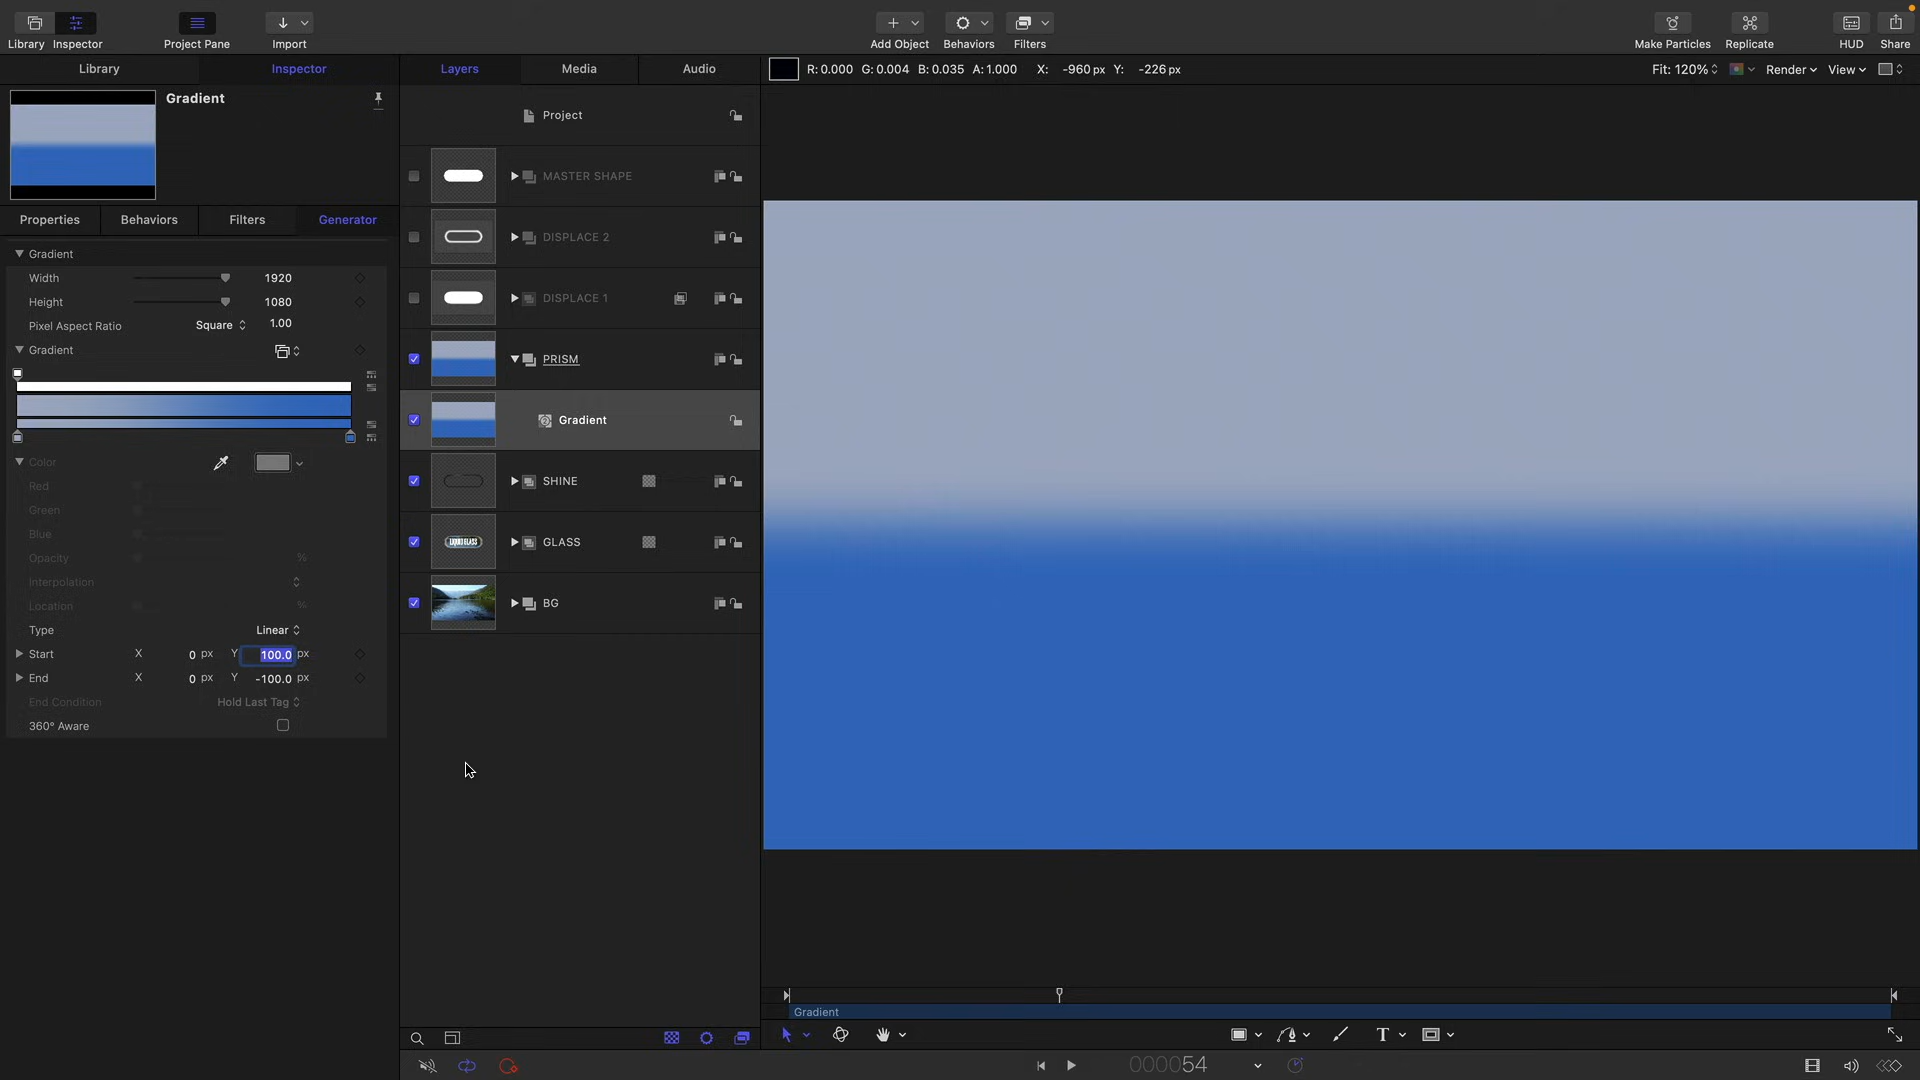 Library
Inspector
Project Pane
Import
Add Object
Behaviors
Filters
Make Particles
Replicate
HUD
Share
Library
Inspector
Layers
Media
Audio
R: 0.000 G: 0.004 B: 0.035 A: 1.000 X: -960 px Y: -226 px
Fit: 120%
Render
View
Gradient
Project
MASTER SHAPE
DISPLACE 2
DISPLACE 1
PRISM
Gradient
SHINE
GLASS
BG
Properties
Behaviors
Filters
Generator
Gradient
Width 1920
Height 1080
Pixel Aspect Ratio Square 1.00
Gradient
Color
Red
Green
Blue
Opacity %
Interpolation
Location %
Type Linear
Start X 0 px Y 100.0 px
End X 0 px Y -100.0 px
End Condition Hold Last Tag
360° Aware
LIQUID GLASS
Gradient
T
000054